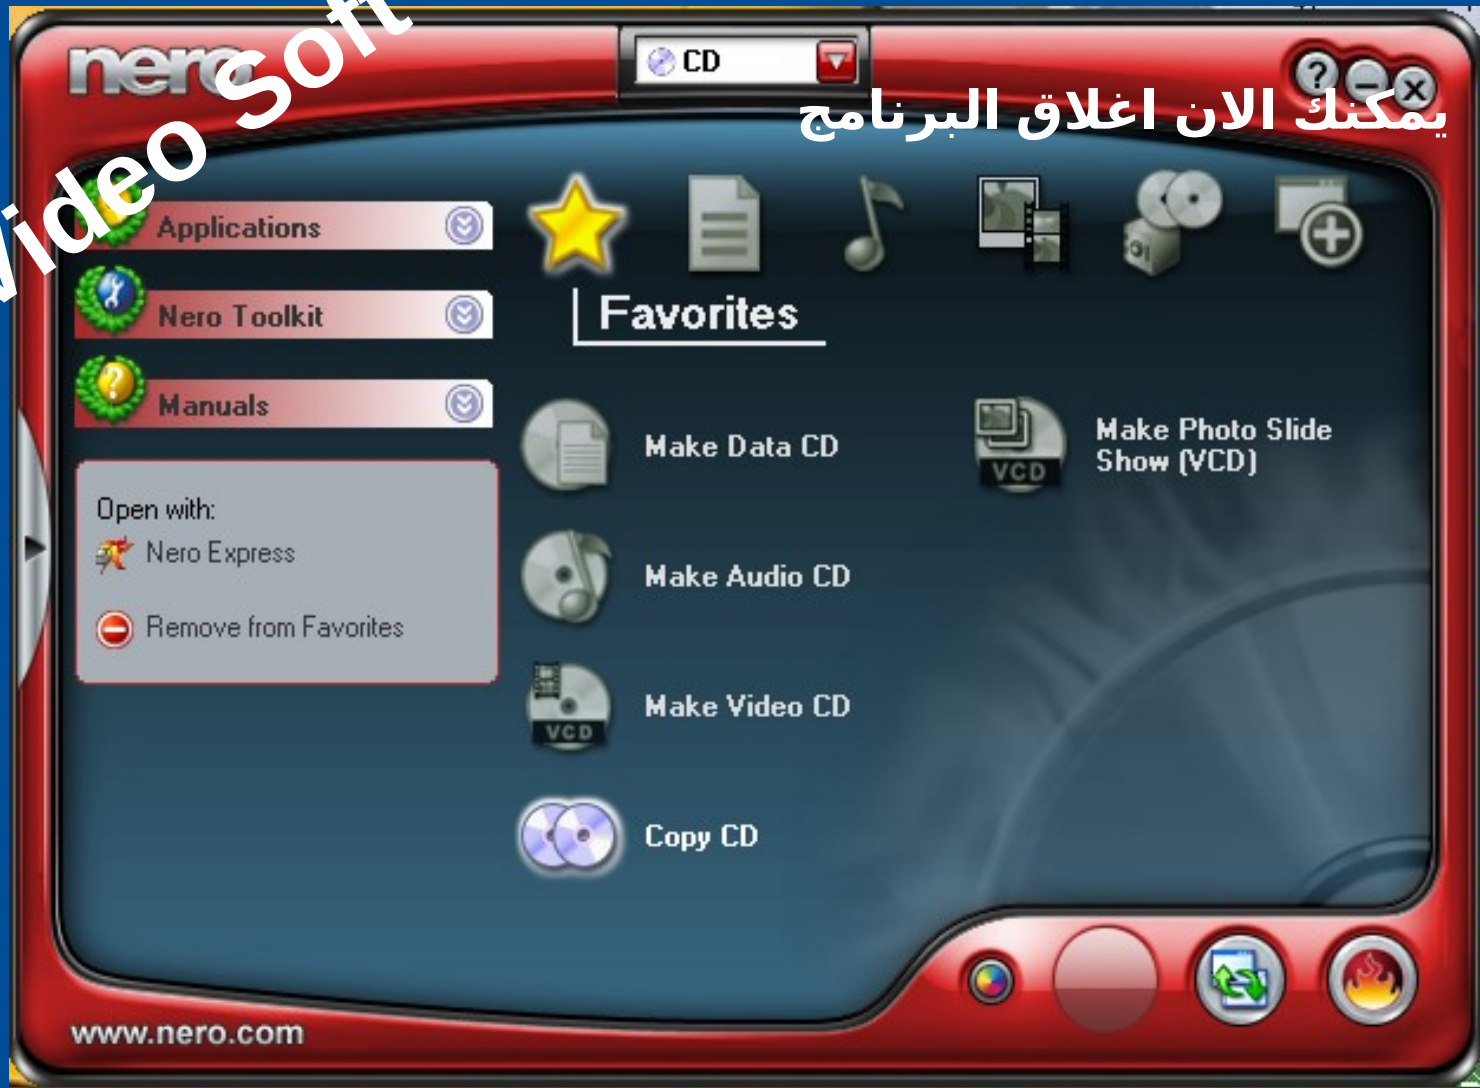 nero
CD
?
يمكنك الان اغلاق البرنامج
Video Soft
Applications
Nero Toolkit
Manuals
Open with:
Nero Express
Remove from Favorites
Favorites
Make Data CD
Make Audio CD
VCD
Make Video CD
Copy CD
VCD
Make Photo Slide
Show (VCD)
www.nero.com